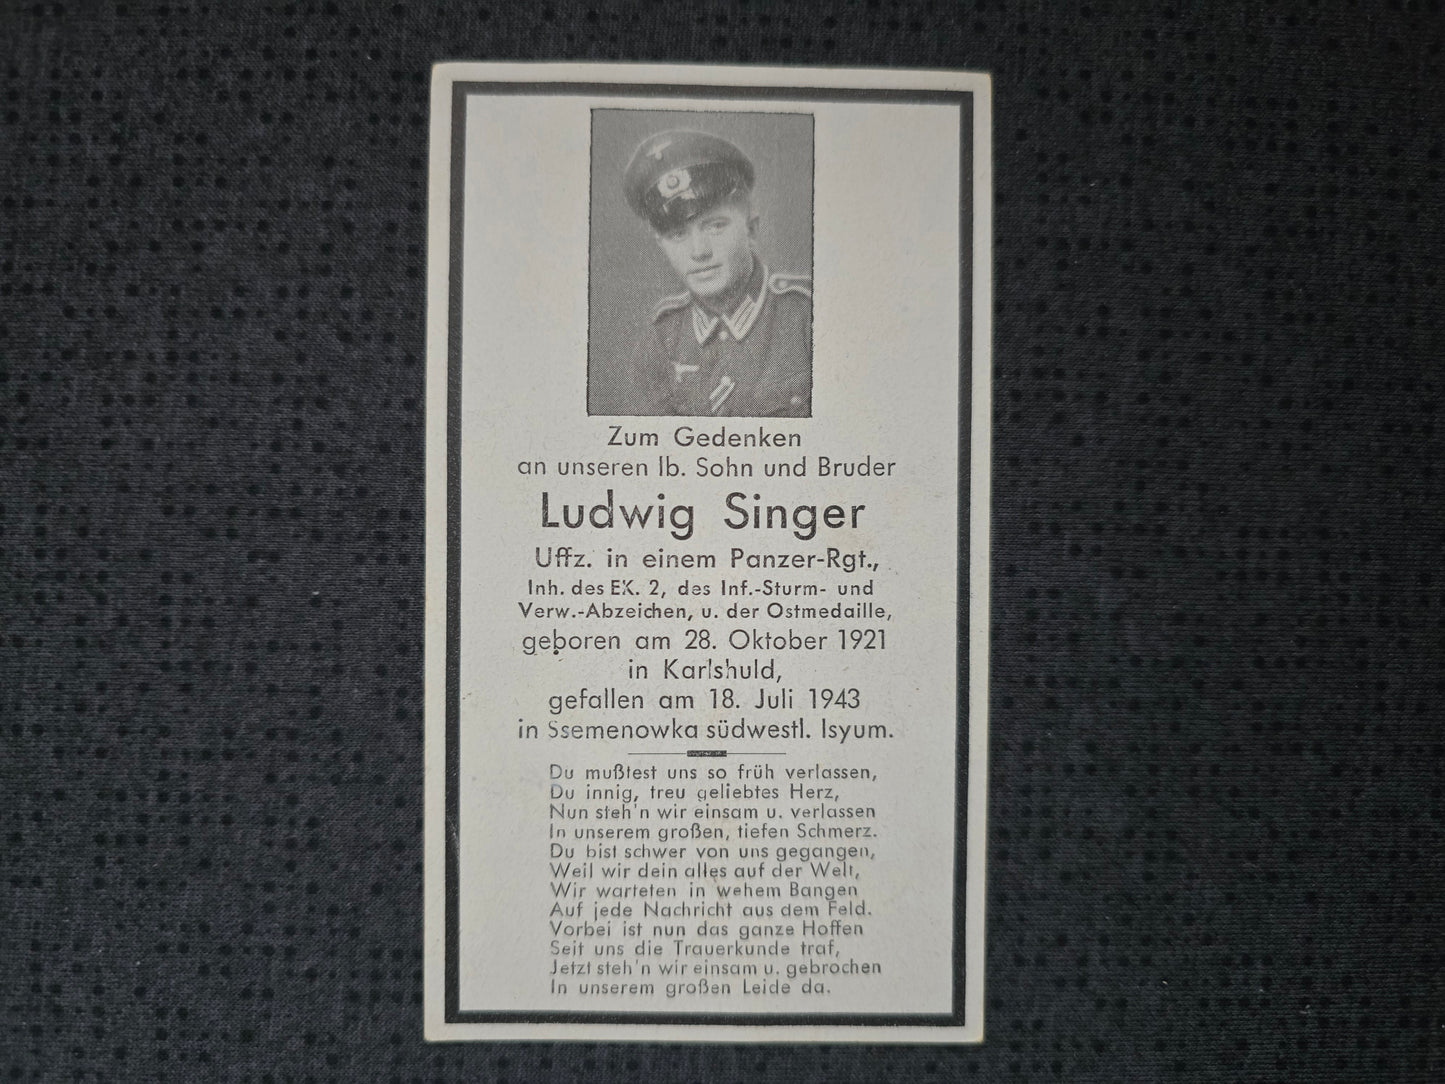 Zum Gedenken
an unseren lb. Sohn und Bruder
Ludwig Singer
Uffz. in einem Panzer-Rgt.,
Inh. des EK. 2, des Inf.-Sturm- und
Verw.-Abzeichen, u. der Ostmedaille,
geboren am 28. Oktober 1921
in Karlshuld,
gefallen am 18. Juli 1943
in Ssemenowka südwestl. Isyum.
Du mußtest uns so früh verlassen,
Du innig, treu geliebtes Herz,
Nun steh'n wir einsam u. verlassen
In unserem großen, tiefen Schmerz.
Du bist schwer von uns gegangen,
Weil wir dein alles auf der Welt,
Wir warteten in wehem Bangen
Auf jede Nachricht aus dem Feld.
Vorbei ist nun das ganze Hoffen
Seit uns die Trauerkunde traf,
Jetzt steh'n wir einsam u. gebrochen
In unserem großen Leide da.